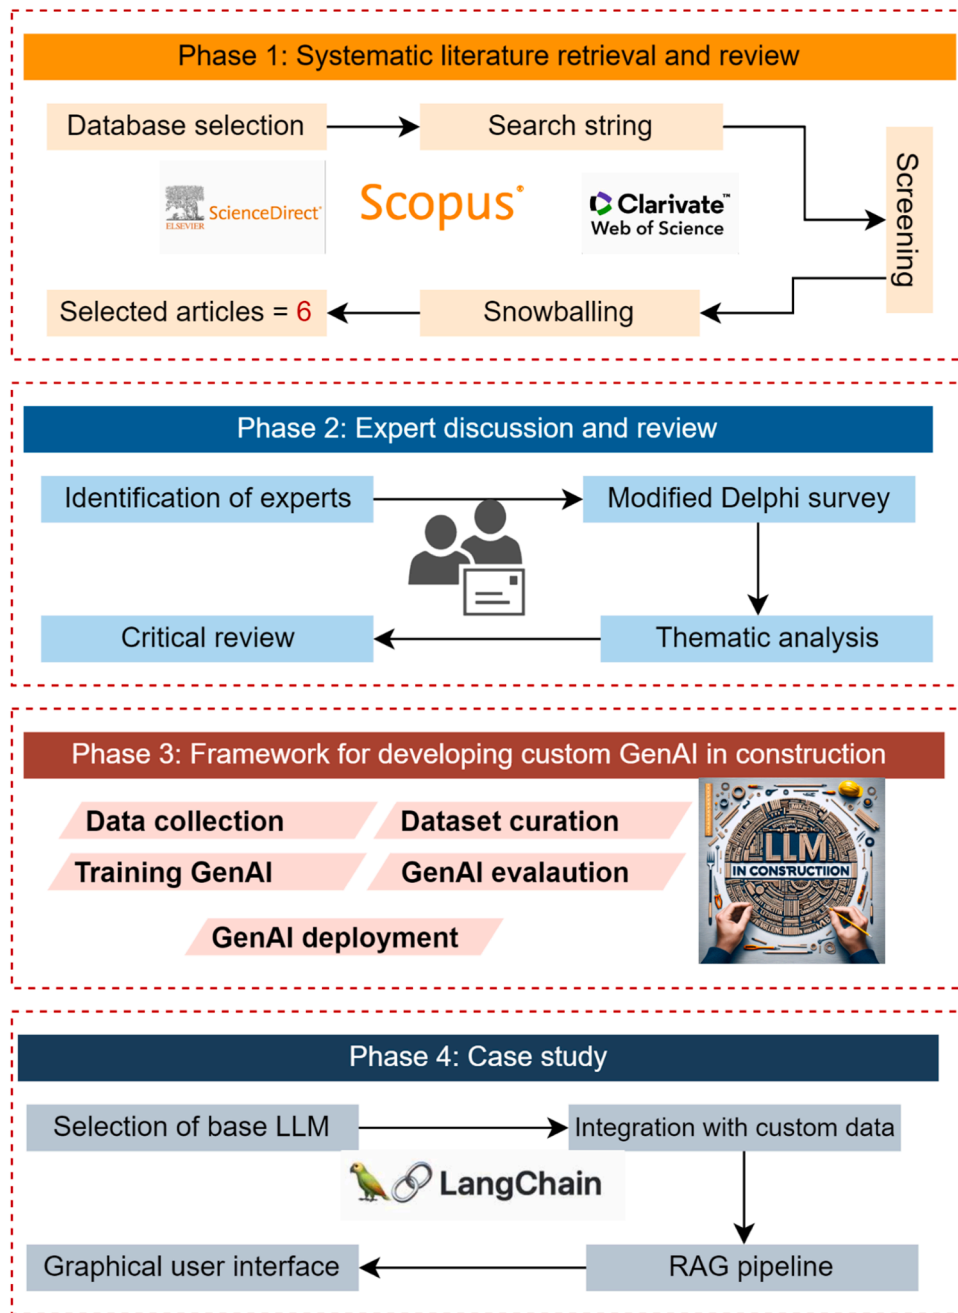 Phase 1: Systematic literature retrieval and review
Database selection
Search string
Screening
ELSEVIER
ScienceDirect®
Scopus®
Clarivate™
Web of Science
Selected articles = 6
Snowballing
Phase 2: Expert discussion and review
Identification of experts
Modified Delphi survey
Critical review
Thematic analysis
Phase 3: Framework for developing custom GenAI in construction
Data collection
Dataset curation
Training GenAI
GenAI evalaution
GenAI deployment
LLM
IN CONSTRUCTION
Phase 4: Case study
Selection of base LLM
Integration with custom data
LangChain
Graphical user interface
RAG pipeline